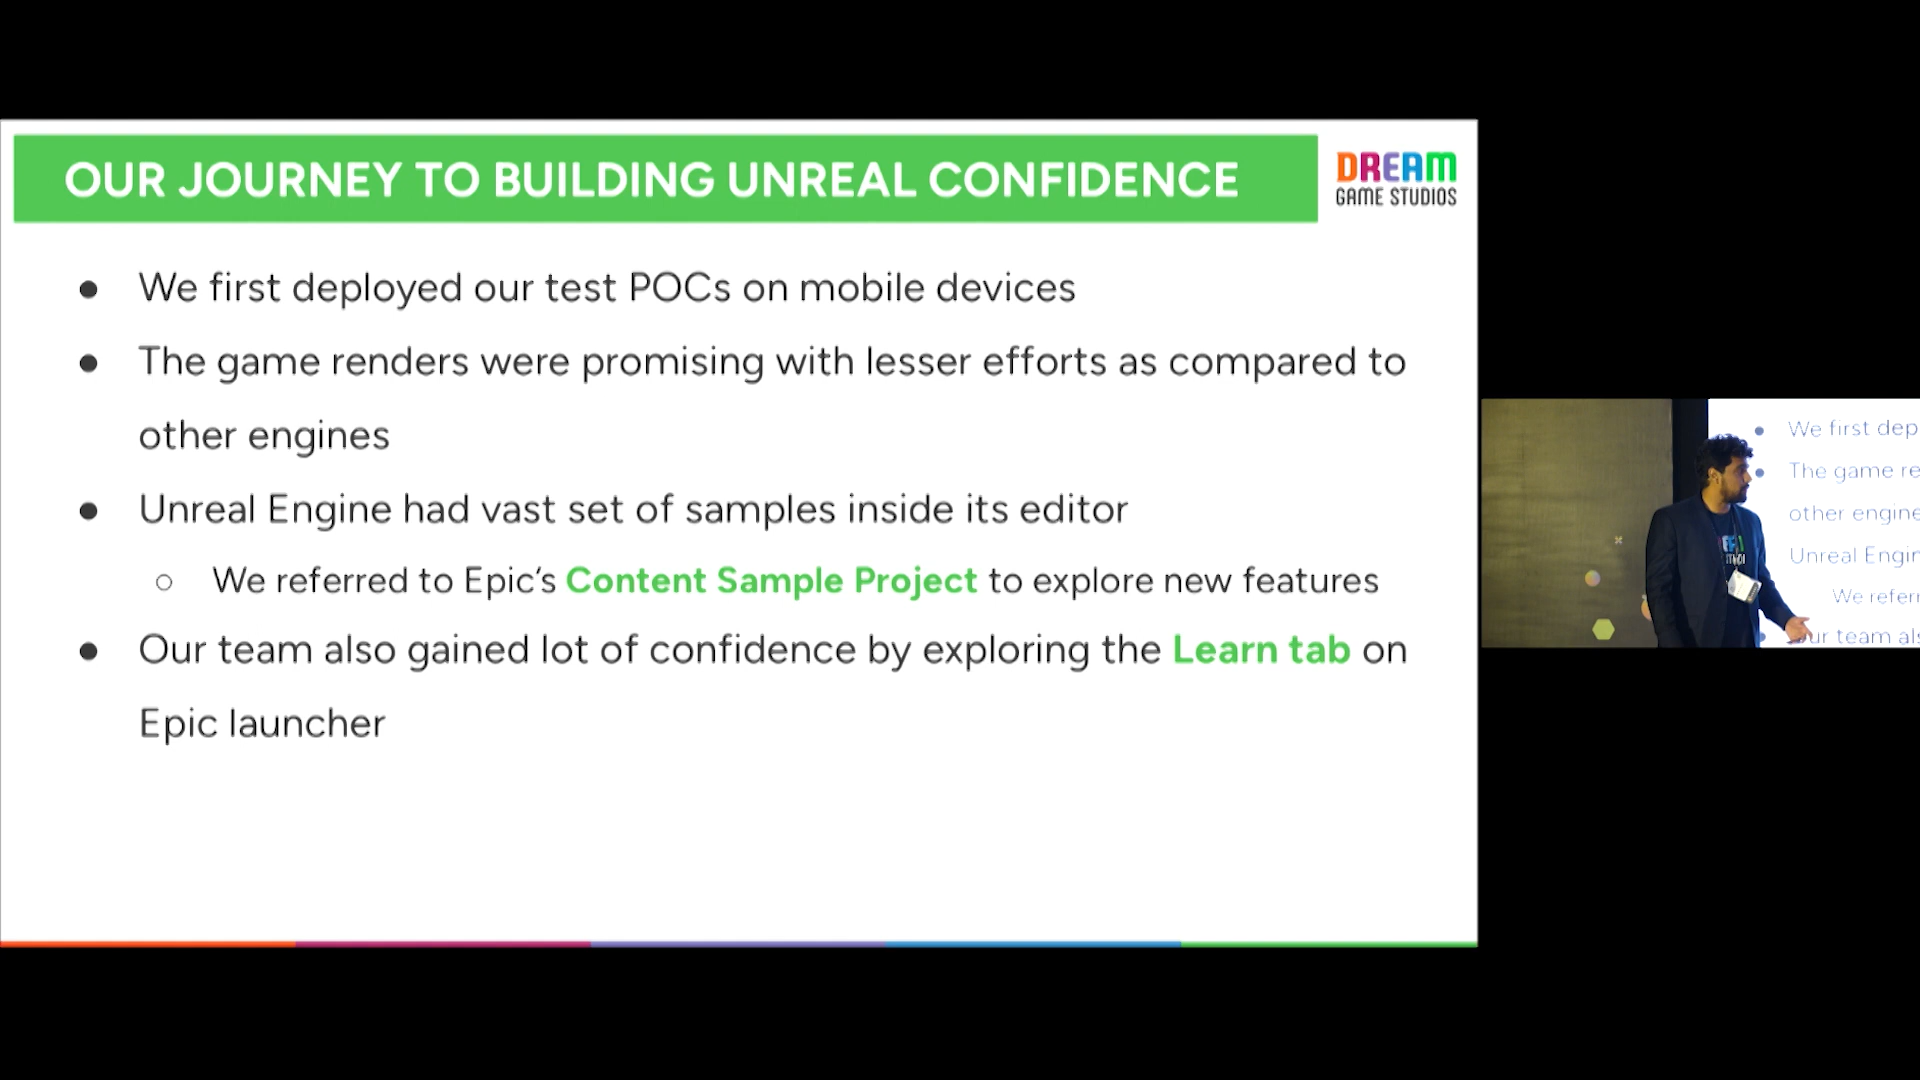 OUR JOURNEY TO BUILDING UNREAL CONFIDENCE
DREAM
GAME STUDIOS
● We first deployed our test POCs on mobile devices
● The game renders were promising with lesser efforts as compared to
other engines
● Unreal Engine had vast set of samples inside its editor
○ We referred to Epic‘s Content Sample Project to explore new features
● Our team also gained lot of confidence by exploring the Learn tab on
Epic launcher
● We first dep
● The game re
other engine
Unreal Engin
We referr
our team als